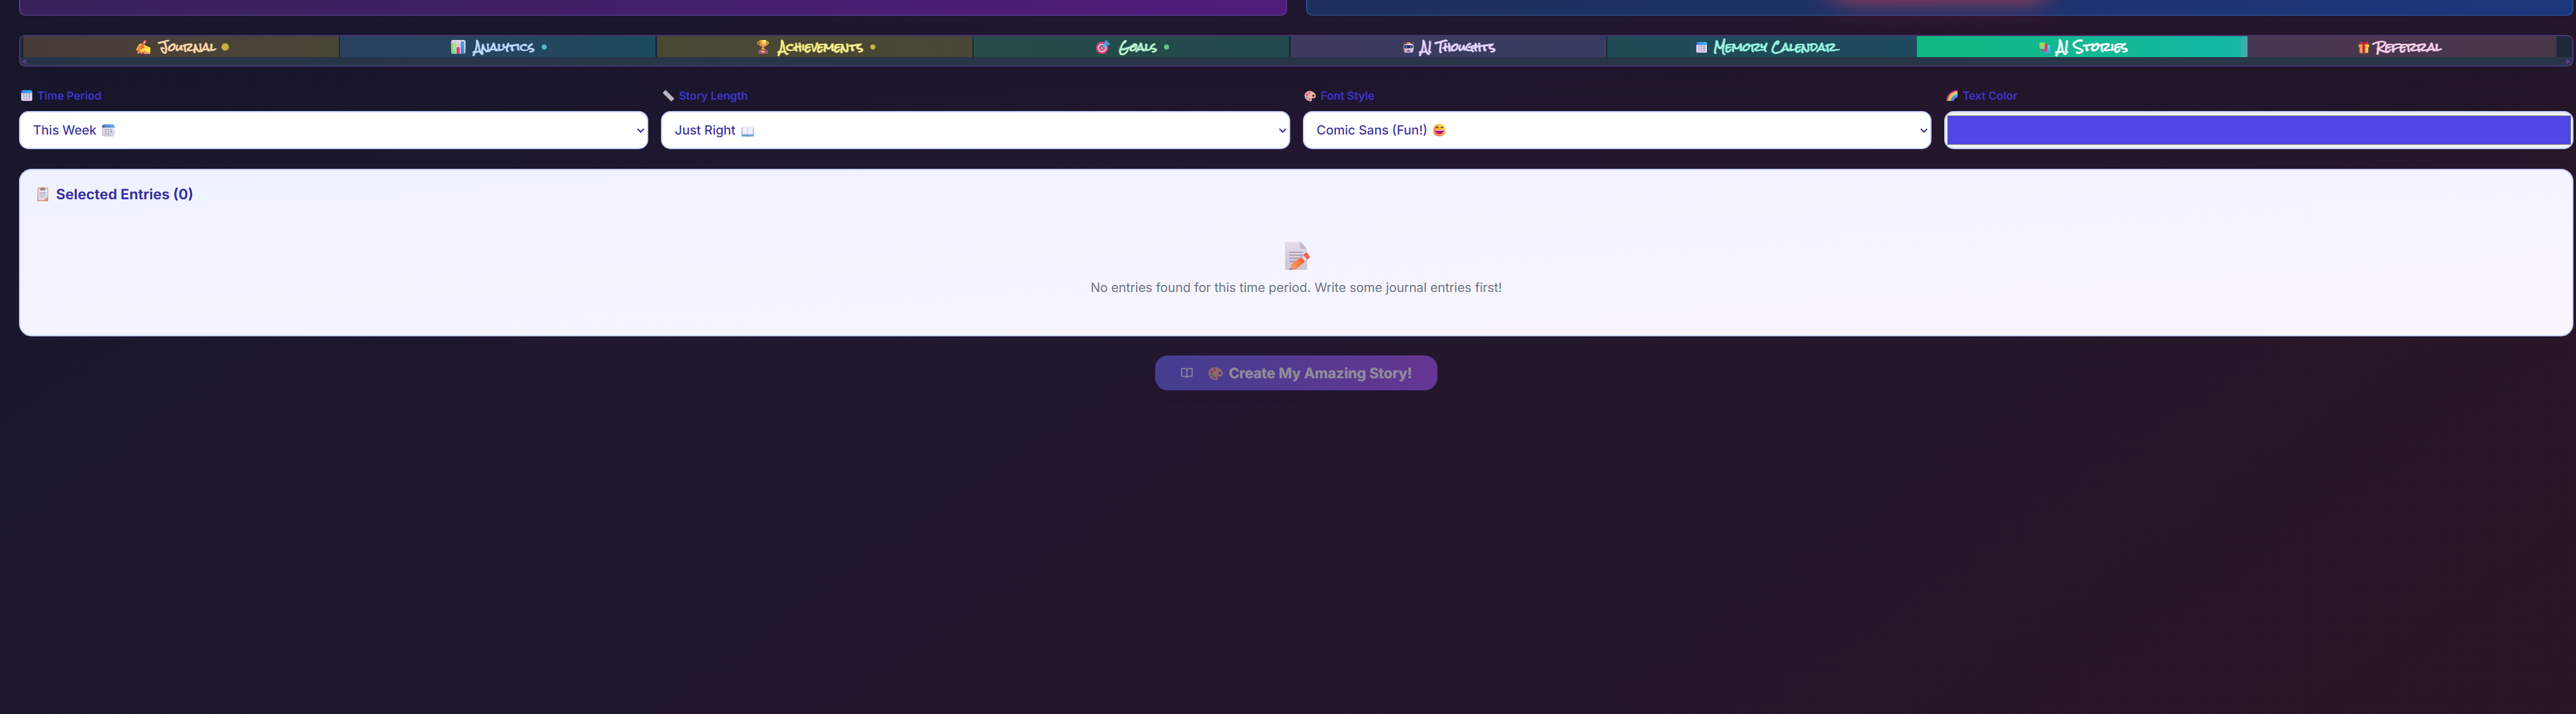 Journal
Analytics
Achievements
Goals
AI Thoughts
Memory Calendar
AI Stories
Referral
Time Period
Story Length
Font Style
Text Color
This Week
Just Right
Comic Sans (Fun!)
Selected Entries (0)
No entries found for this time period. Write some journal entries first!
Create My Amazing Story!